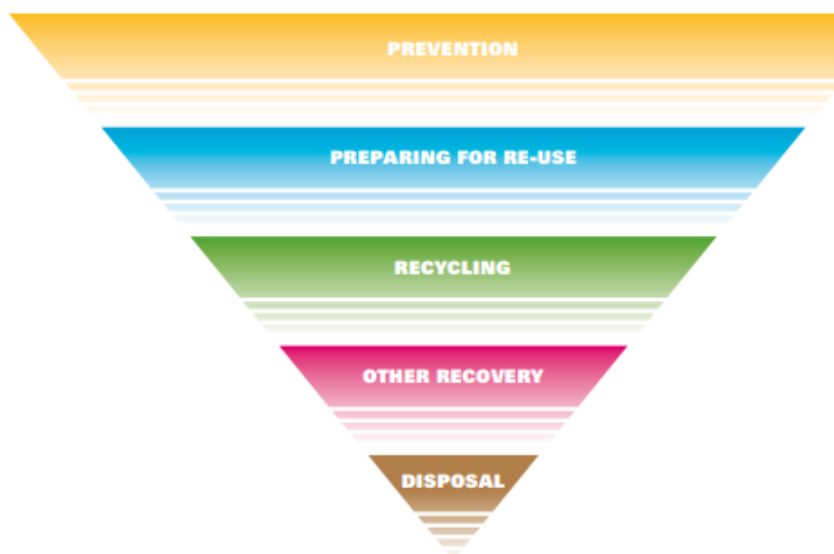 PREVENTION
PREPARING FOR RE-USE
RECYCLING
OTHER RECOVERY
DISPOSAL